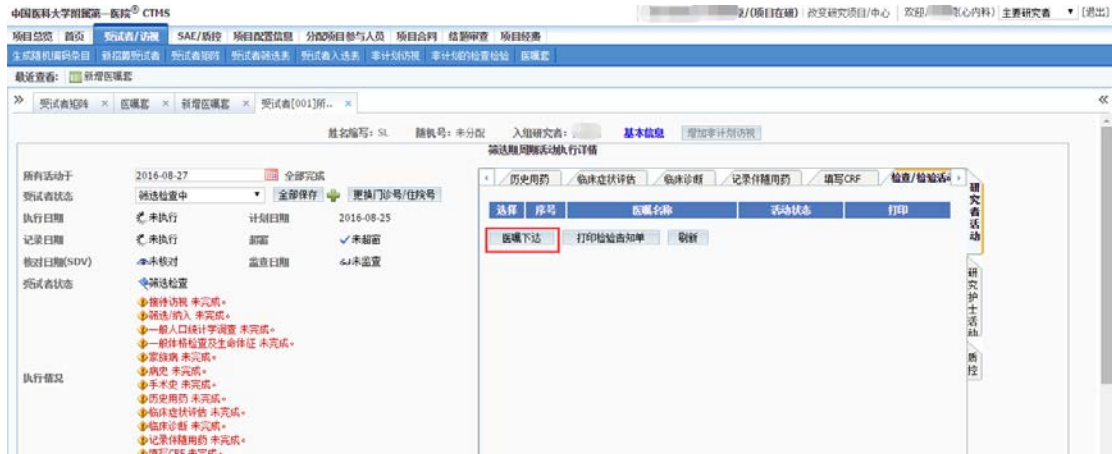 中国医科大学附属第一医院® CTMS
/(项目在研) 改变研究项目/中心 欢迎 (心内科) 主要研究者 [退出]
项目总览 首页 受试者/访视 SAE/质控 项目配置信息 分配项目参与人员 项目合同 结题审查 项目经费
生成随机编码条目 新招募受试者 受试者矩阵 受试者筛选表 受试者入选表 非计划访视 非计划的检查检验 医嘱套
最近查看: 新增医嘱套
受试者矩阵 × 医嘱套 × 新增医嘱套 × 受试者[001]所.. ×
姓名缩写: SL 随机号: 未分配 入组研究者: 基本信息 增加非计划访视
筛选期周期活动执行详情
所有活动于 2016-08-27 全部完成
受试者状态 筛选检查中 全部保存 更换门诊号/住院号
执行日期 未执行 计划日期 2016-08-25
记录日期 未执行 超窗 未超窗
核对日期(SDV) 未核对 监查日期 未监查
受试者状态 筛选检查
执行情况
接待访视 未完成。
筛选/纳入 未完成。
一般人口统计学调查 未完成。
一般体格检查及生命体征 未完成。
家族病 未完成。
病史 未完成。
手术史 未完成。
历史用药 未完成。
临床症状评估 未完成。
临床诊断 未完成。
记录伴随用药 未完成。
填写CRF 未完成。
历史用药 临床症状评估 临床诊断 记录伴随用药 填写CRF 检查/检验活
选择 序号 医嘱名称 活动状态 打印
医嘱下达 打印检验告知单 刷新
研究者活动
研究护士活动
质控